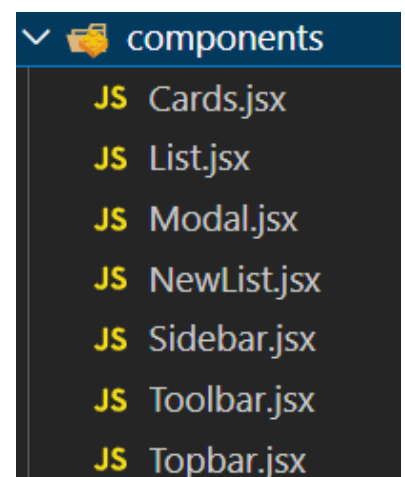 components
JS Cards.jsx
JS List.jsx
JS Modal.jsx
JS NewList.jsx
JS Sidebar.jsx
JS Toolbar.jsx
JS Topbar.jsx